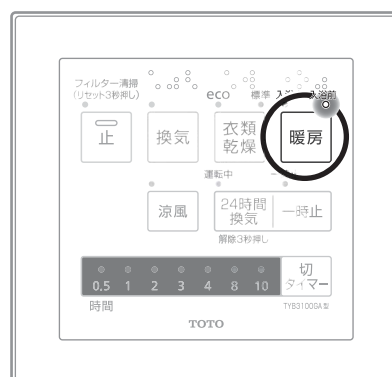 フィルター清掃
(リセット3秒押し)
eco 標準 入浴 入浴前
止 換気 衣類乾燥 暖房
運転中
涼風 24時間換気 一時止
解除3秒押し
0.5 1 2 3 4 8 10 切タイマー
時間 TYB3100GA型
TOTO